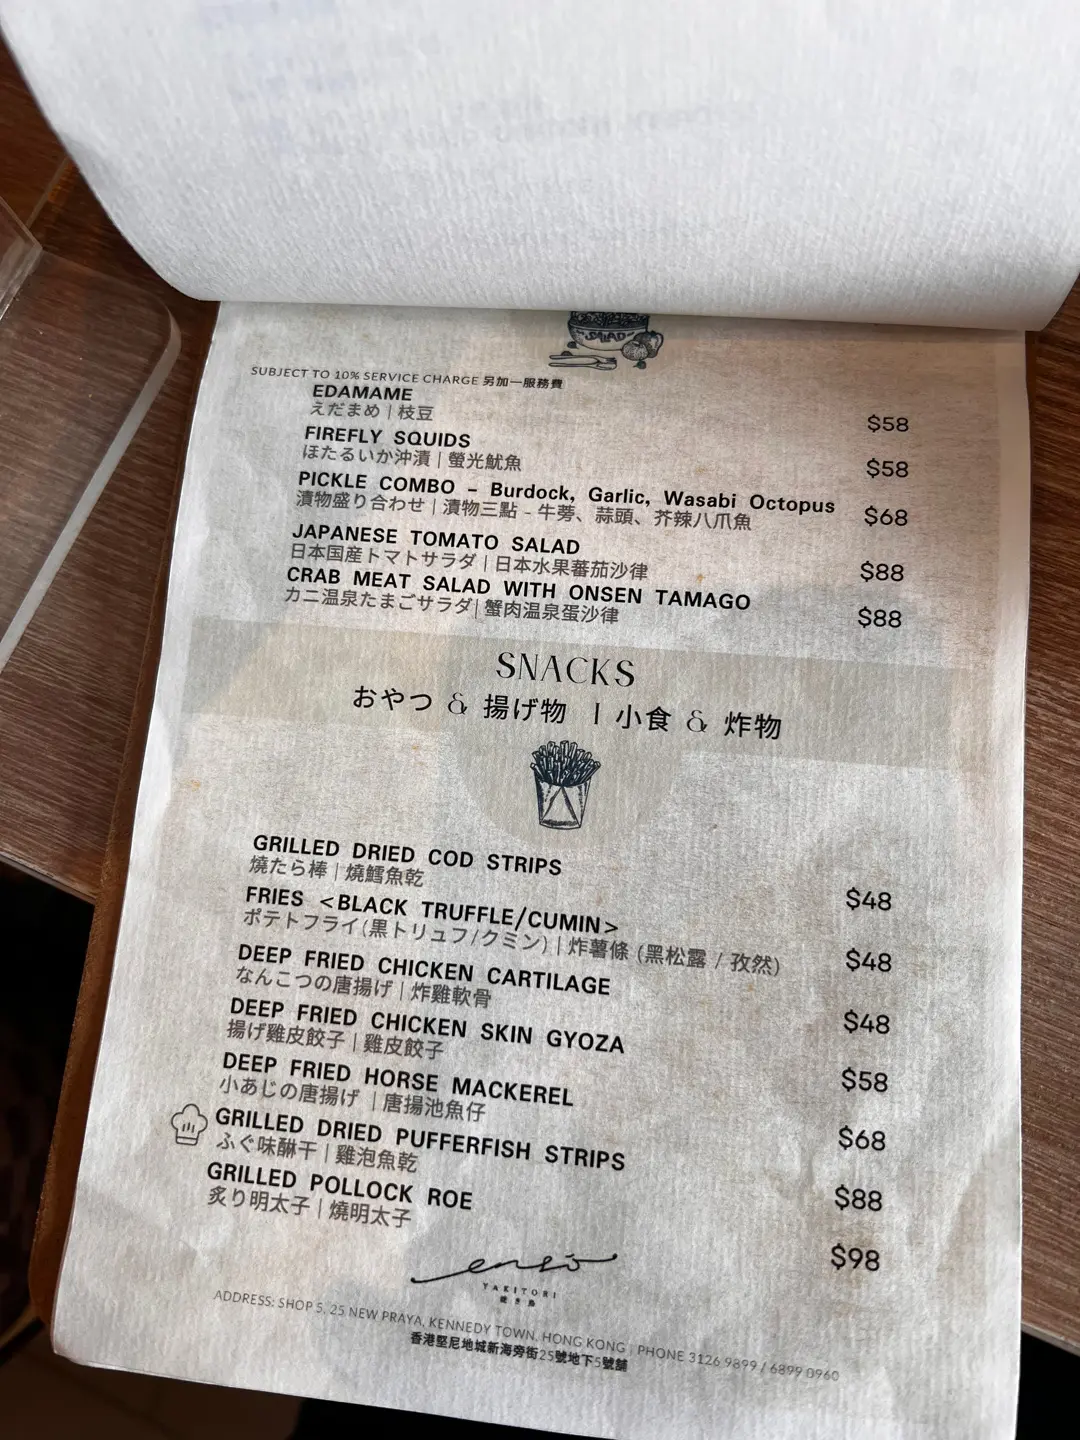 SALAD
SUBJECT TO 10% SERVICE CHARGE 另加一服務費
EDAMAME
えだまめ | 枝豆
$58
FIREFLY SQUIDS
ほたるいか沖漬 | 螢光魷魚
$58
PICKLE COMBO - Burdock, Garlic, Wasabi Octopus
漬物盛り合わせ | 漬物三點 - 牛蒡、蒜頭、芥辣八爪魚
$68
JAPANESE TOMATO SALAD
日本国産トマトサラダ | 日本水果蕃茄沙律
$88
CRAB MEAT SALAD WITH ONSEN TAMAGO
カニ温泉たまごサラダ | 蟹肉温泉蛋沙律
$88
SNACKS
おやつ & 揚げ物 | 小食 & 炸物
GRILLED DRIED COD STRIPS
燒たら棒 | 燒鱈魚乾
$48
FRIES <BLACK TRUFFLE/CUMIN>
ポテトフライ(黒トリュフ/クミン) | 炸薯條 (黑松露 / 孜然)
$48
DEEP FRIED CHICKEN CARTILAGE
なんこつの唐揚げ | 炸雞軟骨
$48
DEEP FRIED CHICKEN SKIN GYOZA
揚げ雞皮餃子 | 雞皮餃子
$58
DEEP FRIED HORSE MACKEREL
小あじの唐揚げ | 唐揚池魚仔
$68
GRILLED DRIED PUFFERFISH STRIPS
ふぐ味醂干 | 雞泡魚乾
$88
GRILLED POLLOCK ROE
炙り明太子 | 燒明太子
$98
ensō
YAKITORI
焼き鳥
ADDRESS: SHOP 5, 25 NEW PRAYA, KENNEDY TOWN, HONG KONG | PHONE 3126 9899 / 6899 0960
香港堅尼地城新海旁街25號地下5號舖